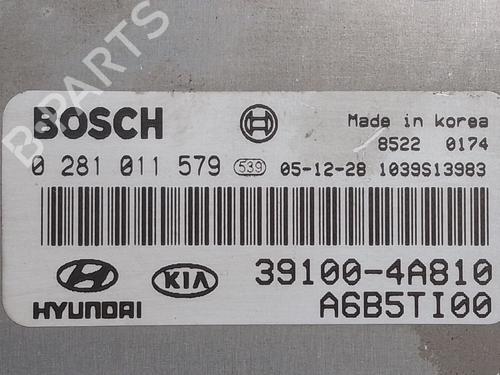 B-PARTS
BOSCH
Made in korea
8522 0174
0 281 011 579 539 05-12-28 1039S13983
HYUNDAI
KIA
39100-4A810
A6B5TI00